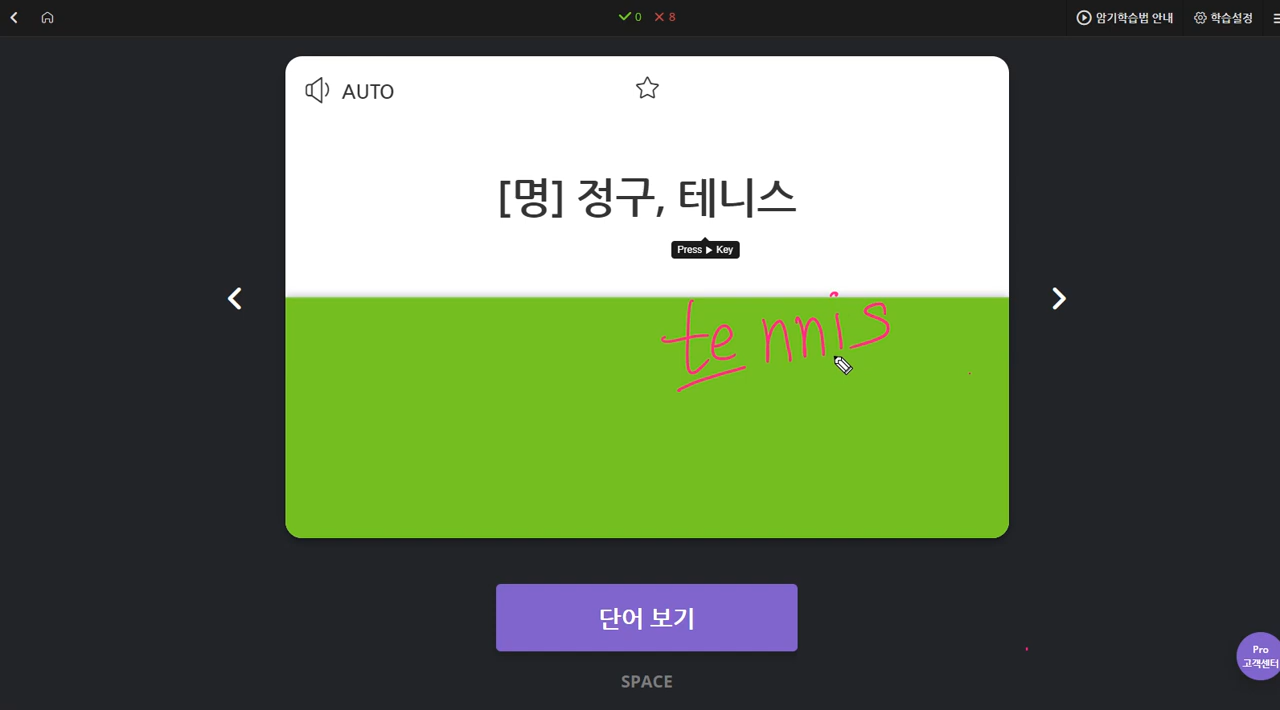 0 8 암기학습법 안내 학습설정
AUTO
[명] 정구, 테니스
Press ▶ Key
tennis
단어 보기
SPACE
Pro
고객센터